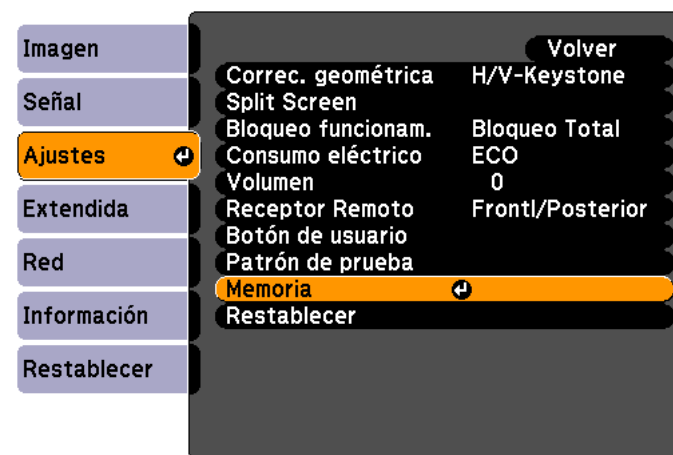 Imagen
Señal
Ajustes
Extendida
Red
Información
Restablecer
Volver
Correc. geométrica H/V-Keystone
Split Screen
Bloqueo funcionam. Bloqueo Total
Consumo eléctrico ECO
Volumen 0
Receptor Remoto Frontl/Posterior
Botón de usuario
Patrón de prueba
Memoria
Restablecer